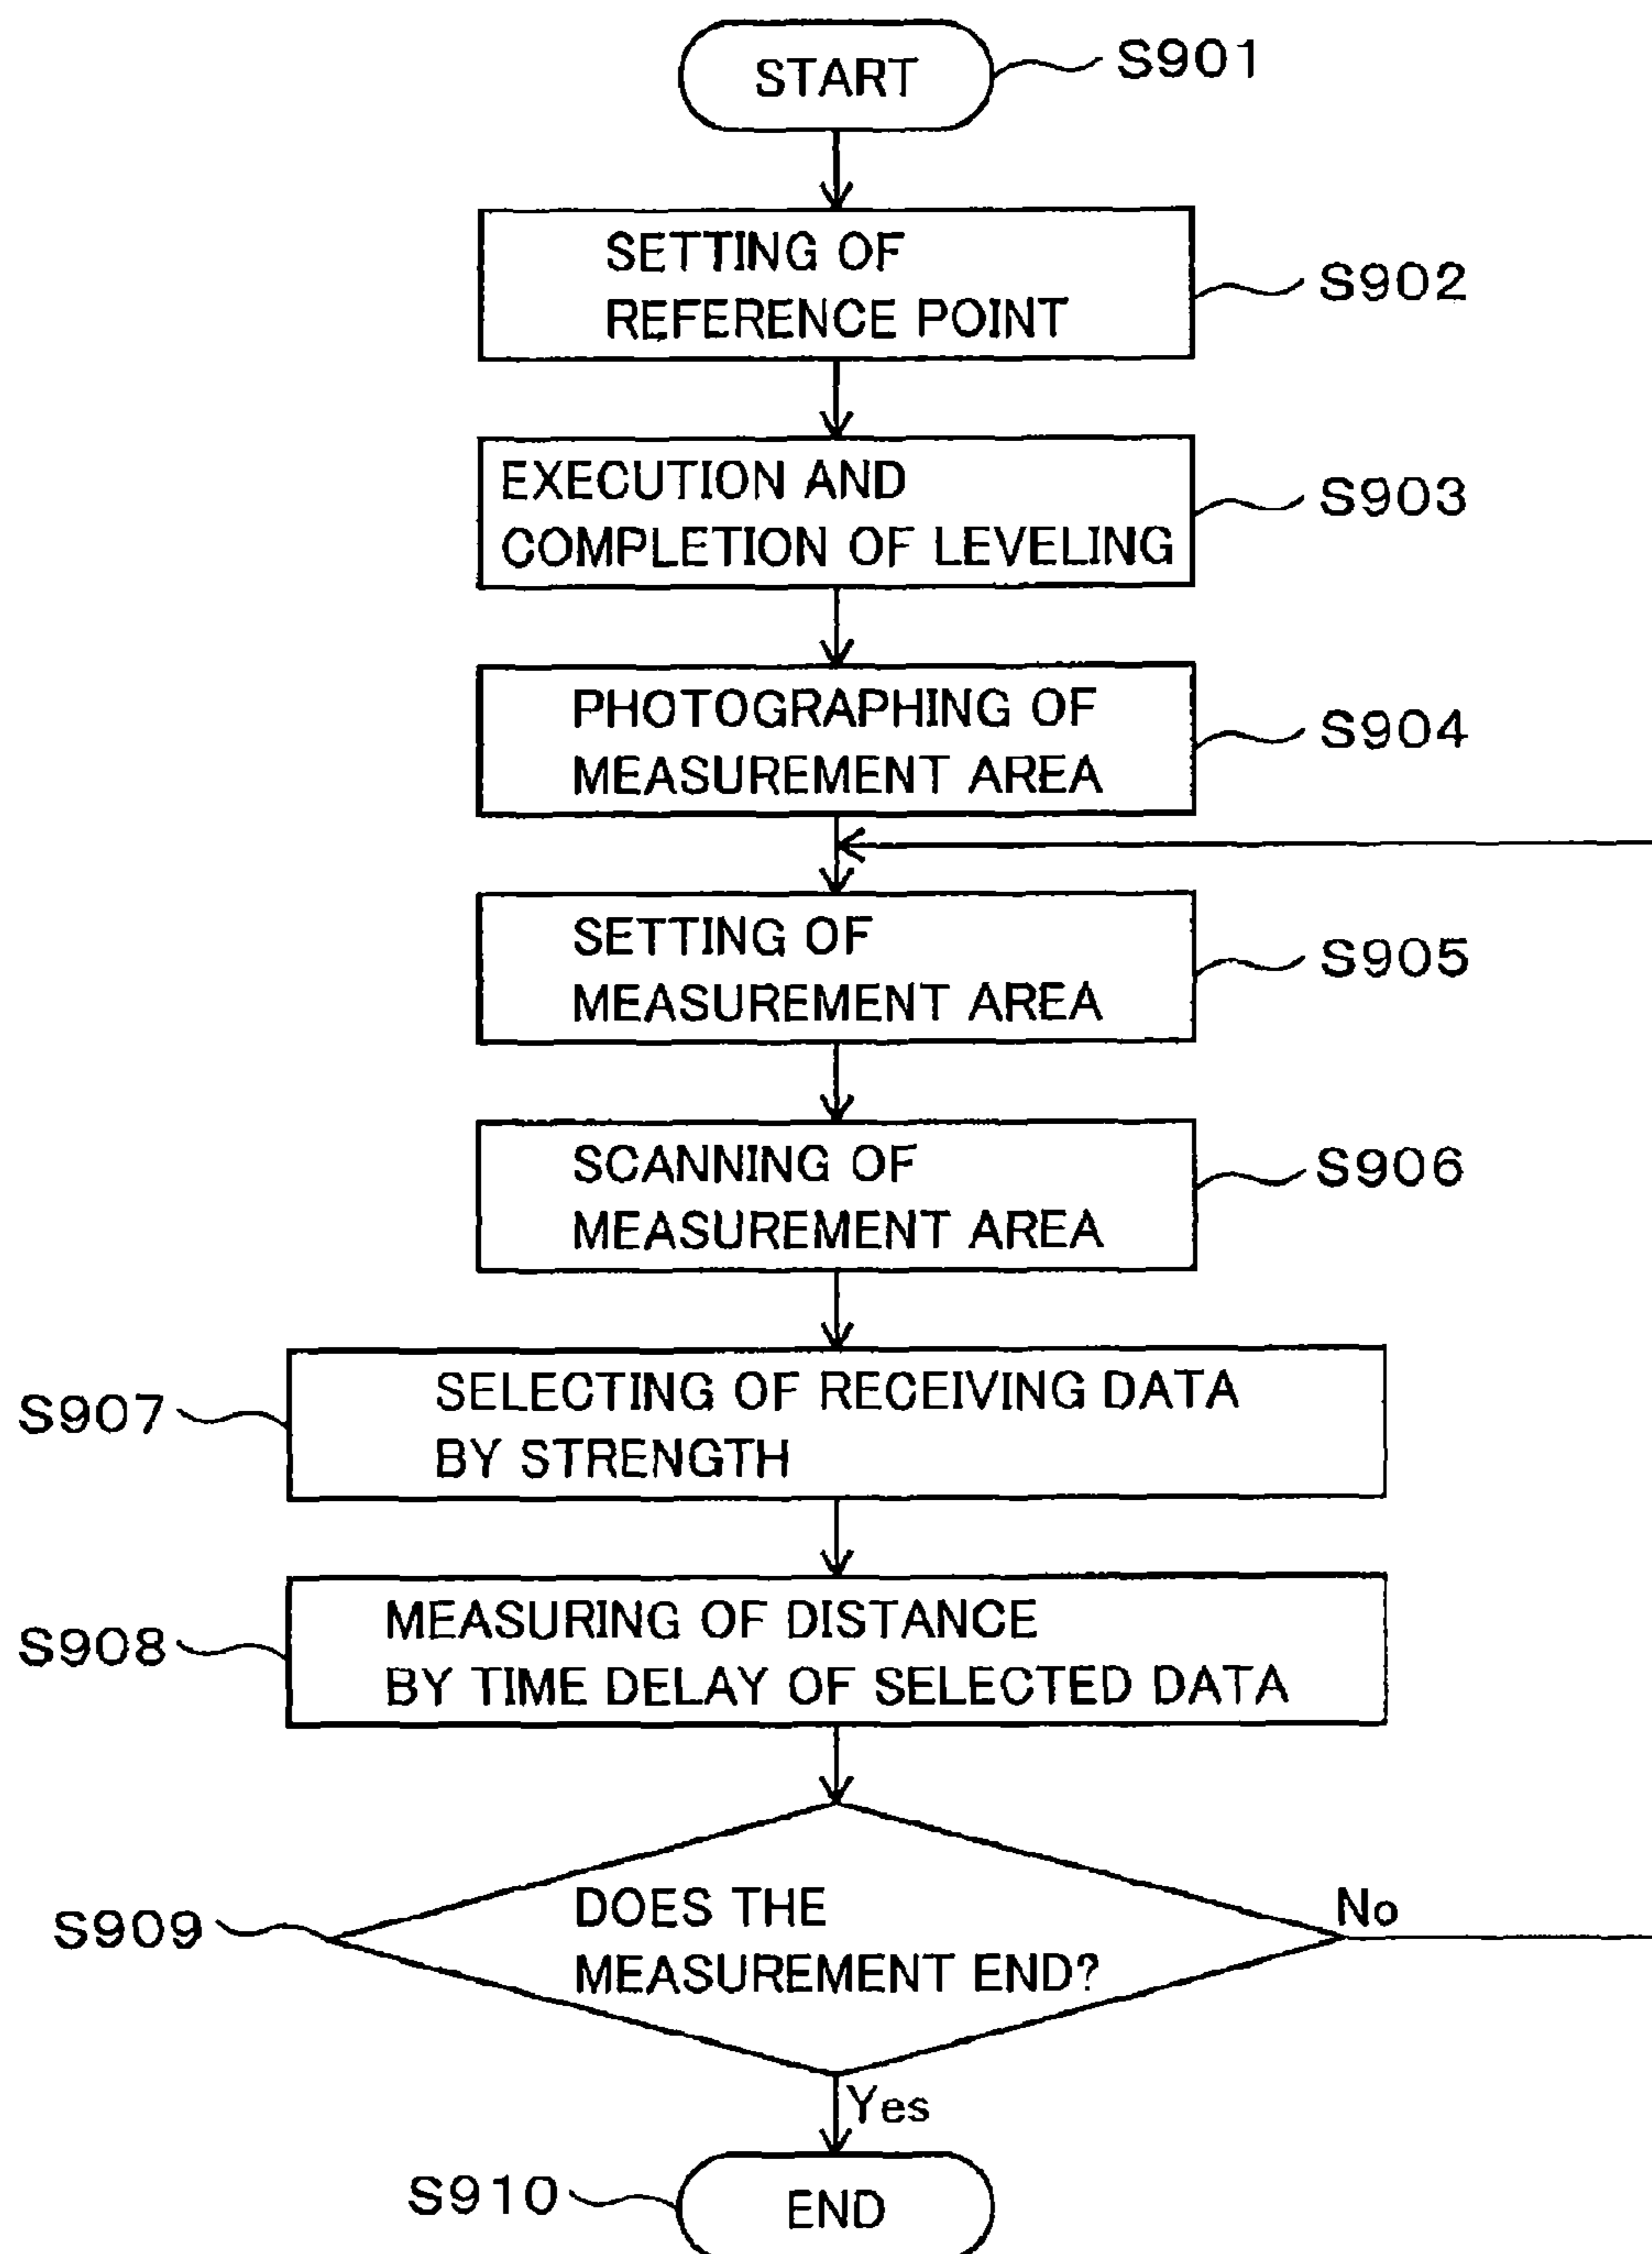 START
S901
SETTING OF
REFERENCE POINT
S902
EXECUTION AND
COMPLETION OF LEVELING
S903
PHOTOGRAPHING OF
MEASUREMENT AREA
S904
SETTING OF
MEASUREMENT AREA
S905
SCANNING OF
MEASUREMENT AREA
S906
S907
SELECTING OF RECEIVING DATA
BY STRENGTH
S908
MEASURING OF DISTANCE
BY TIME DELAY OF SELECTED DATA
S909
DOES THE
MEASUREMENT END?
No
Yes
S910
END